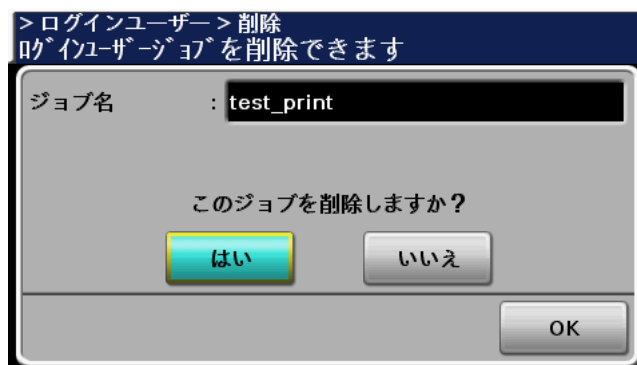 >ログインユーザー>削除
ﾛｸﾞｲﾝﾕｰｻﾞｰｼﾞｮﾌﾞを削除できます
ジョブ名 : test_print
このジョブを削除しますか？
はい いいえ
OK